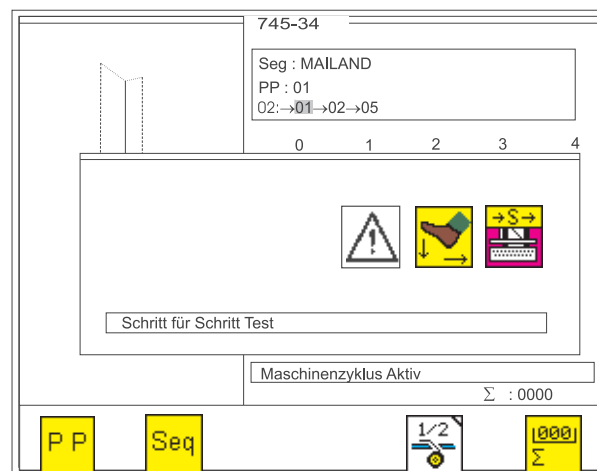 745-34
Seg : MAILAND
PP : 01
02:→01→02→05
0 1 2 3 4
→S→
Schritt für Schritt Test
Maschinenzyklus Aktiv
Σ : 0000
P P
Seq
1/2
000
Σ